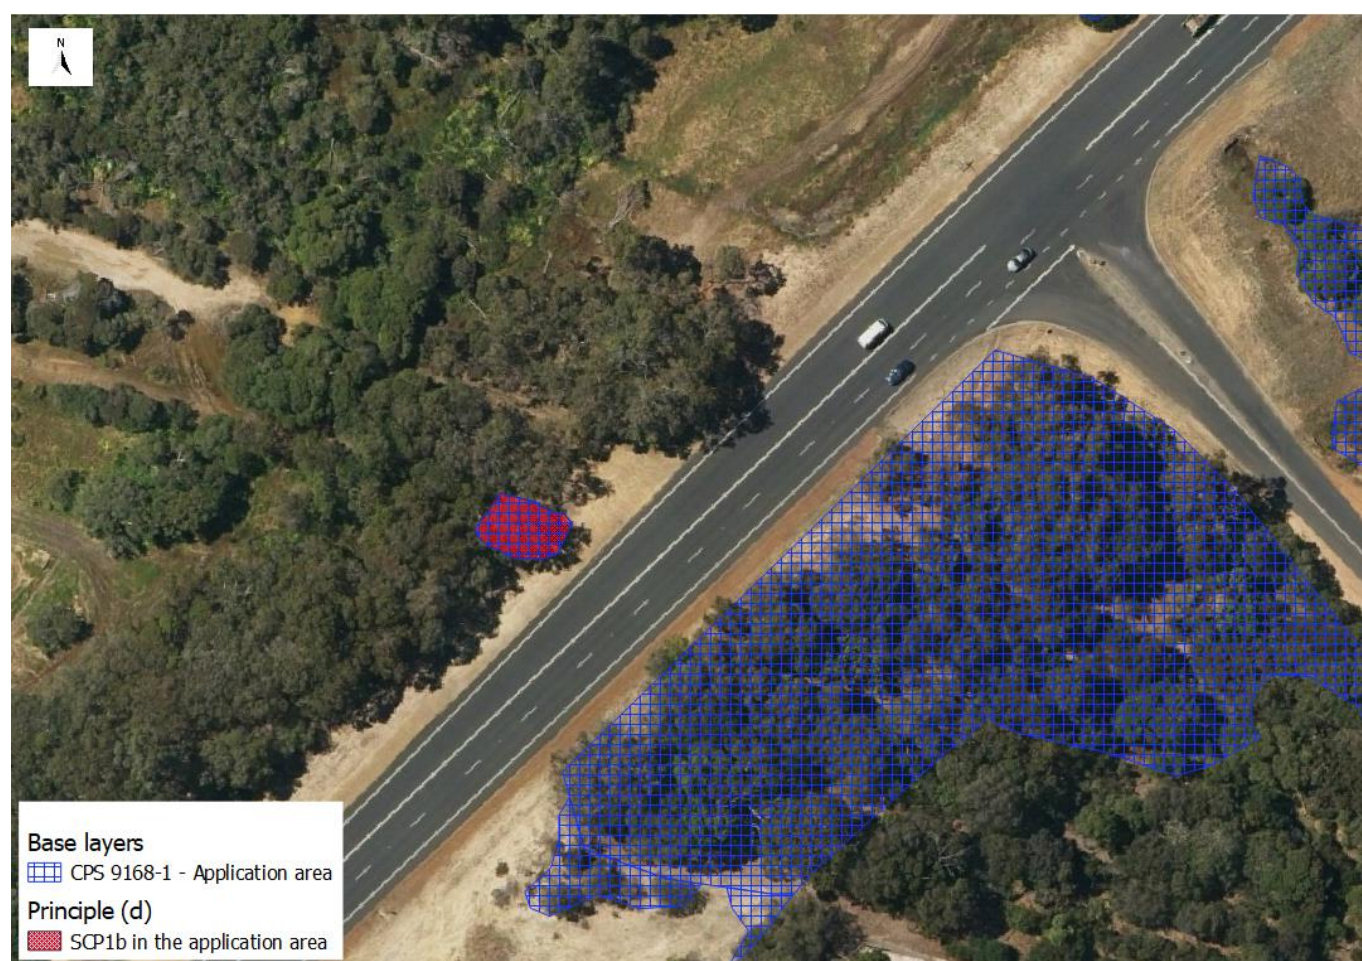 N
Base layers
CPS 9168-1 - Application area
Principle (d)
SCP1b in the application area